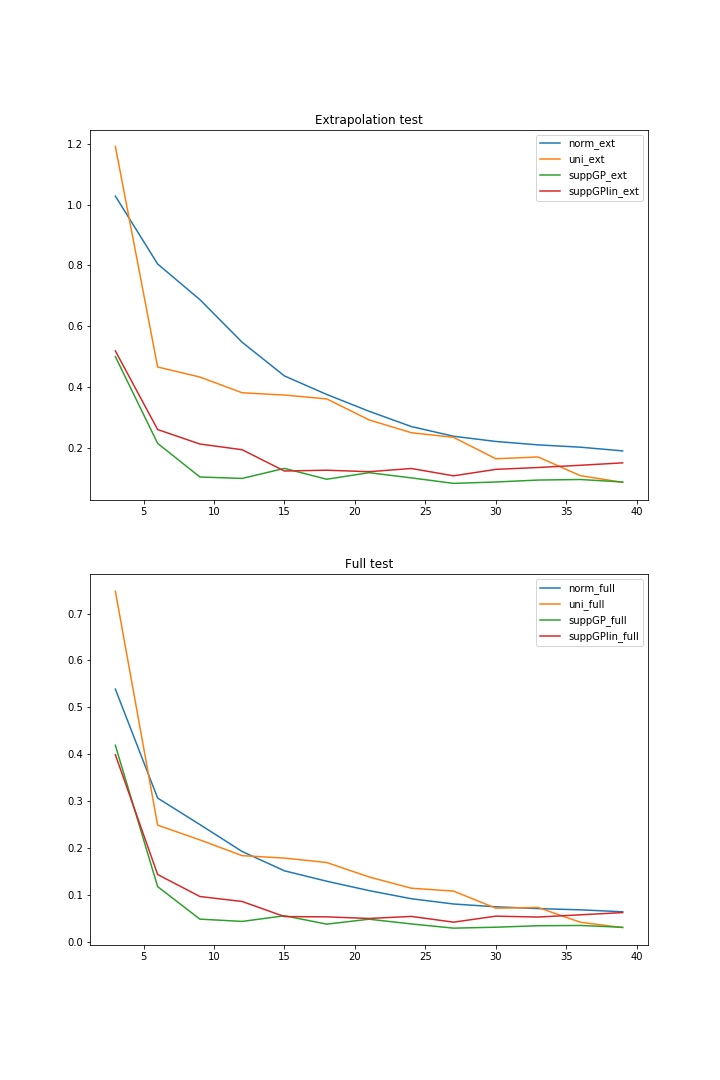 Extrapolation test
norm_ext
uni_ext
suppGP_ext
suppGPlin_ext
1.2
1.0
0.8
0.6
0.4
0.2
5 10 15 20 25 30 35 40
Full test
norm_full
uni_full
suppGP_full
suppGPlin_full
0.7
0.6
0.5
0.4
0.3
0.2
0.1
0.0
5 10 15 20 25 30 35 40